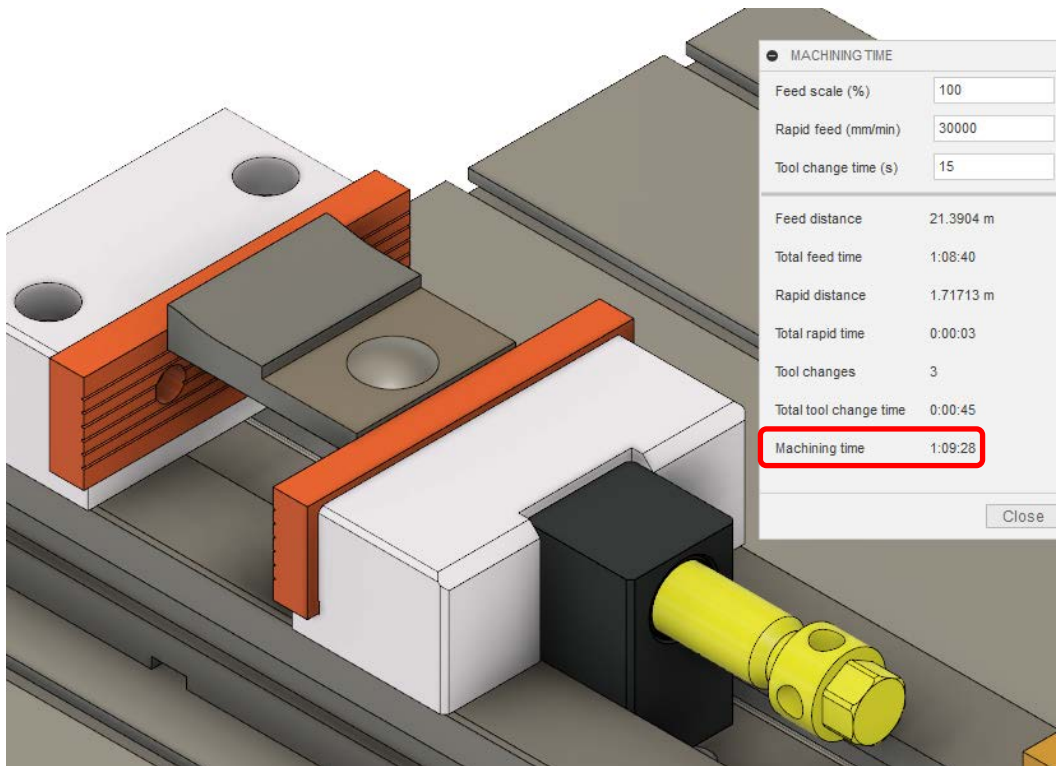 MACHINING TIME
Feed scale (%) 100
Rapid feed (mm/min) 30000
Tool change time (s) 15
Feed distance 21.3904 m
Total feed time 1:08:40
Rapid distance 1.71713 m
Total rapid time 0:00:03
Tool changes 3
Total tool change time 0:00:45
Machining time 1:09:28
Close